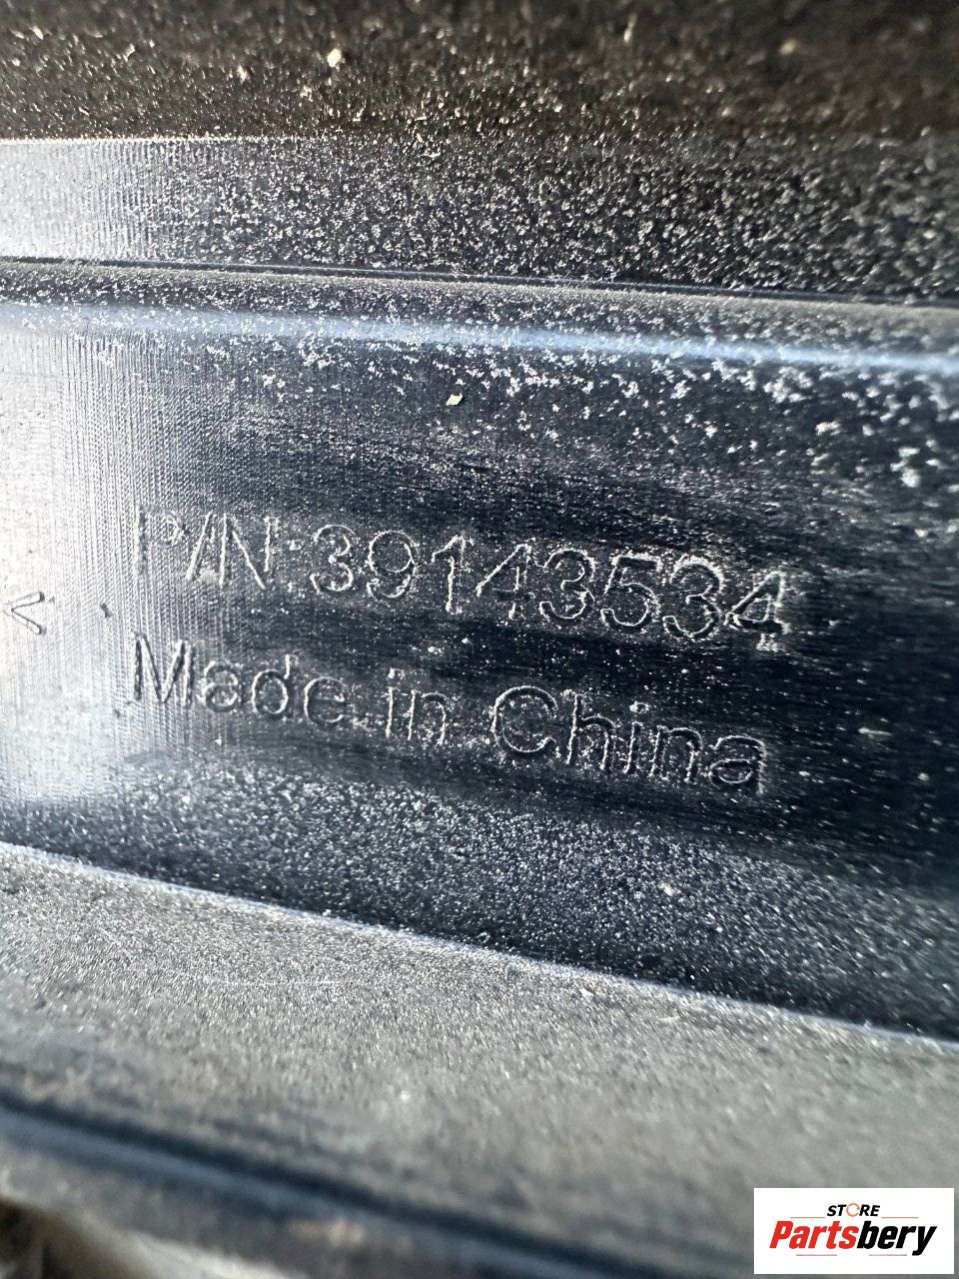 P/N:39143534
<
Made in China
STORE
Partsbery